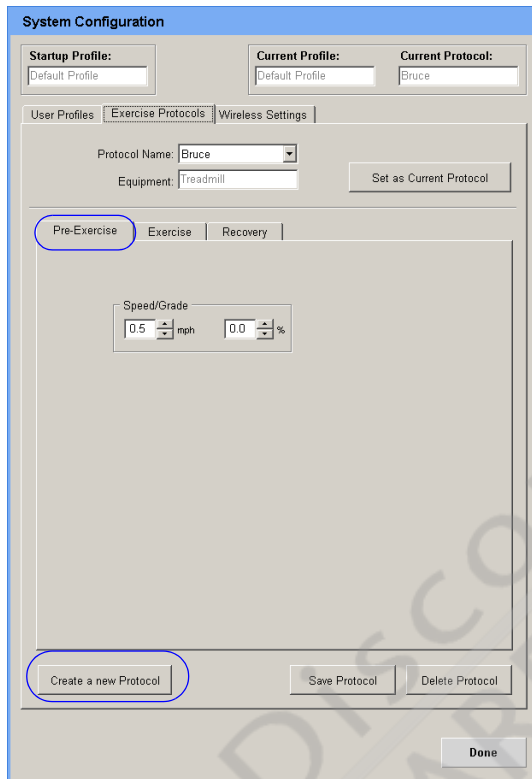 System Configuration
Startup Profile:
Default Profile
Current Profile:
Default Profile
Current Protocol:
Bruce
User Profiles
Exercise Protocols
Wireless Settings
Protocol Name: Bruce
Equipment: Treadmill
Set as Current Protocol
Pre-Exercise
Exercise
Recovery
Speed/Grade
0.5 mph
0.0 %
Create a new Protocol
Save Protocol
Delete Protocol
Done